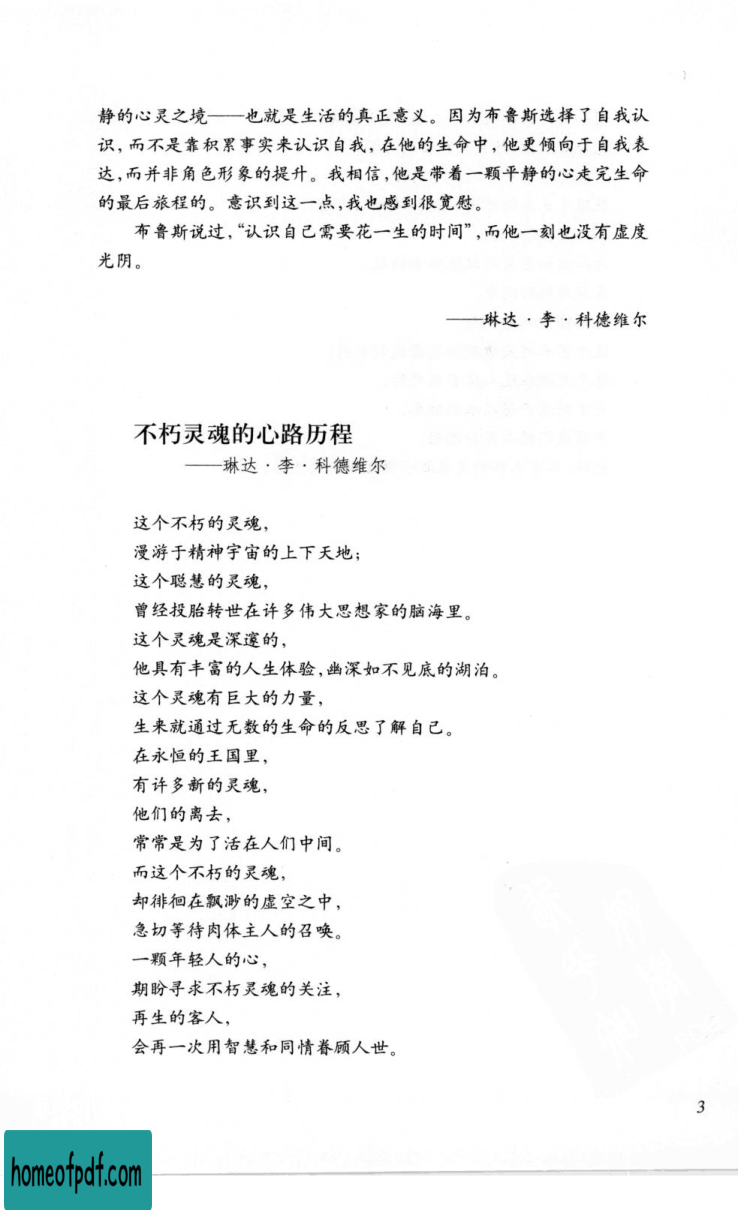 静的心灵之境——也就是生活的真正意义。因为布鲁斯选择了自我认
识，而不是靠积累事实来认识自我，在他的生命中，他更倾向于自我表
达，而并非角色形象的提升。我相信，他是带着一颗平静的心走完生命
的最后旅程的。意识到这一点，我也感到很宽慰。
布鲁斯说过，“认识自己需要花一生的时间”，而他一刻也没有虚度
光阴。
——琳达·李·科德维尔
不朽灵魂的心路历程
——琳达·李·科德维尔
这个不朽的灵魂，
漫游于精神宇宙的上下天地；
这个聪慧的灵魂，
曾经投胎转世在许多伟大思想家的脑海里。
这个灵魂是深邃的，
他具有丰富的人生体验，幽深如不见底的湖泊。
这个灵魂有巨大的力量，
生来就通过无数的生命的反思了解自己。
在永恒的王国里，
有许多新的灵魂，
他们的离去，
常常是为了活在人们中间。
而这个不朽的灵魂，
却徘徊在飘渺的虚空之中，
急切等待肉体主人的召唤。
一颗年轻人的心，
期盼寻求不朽灵魂的关注，
再生的客人，
会再一次用智慧和同情眷顾人世。
3
homeofpdf.com